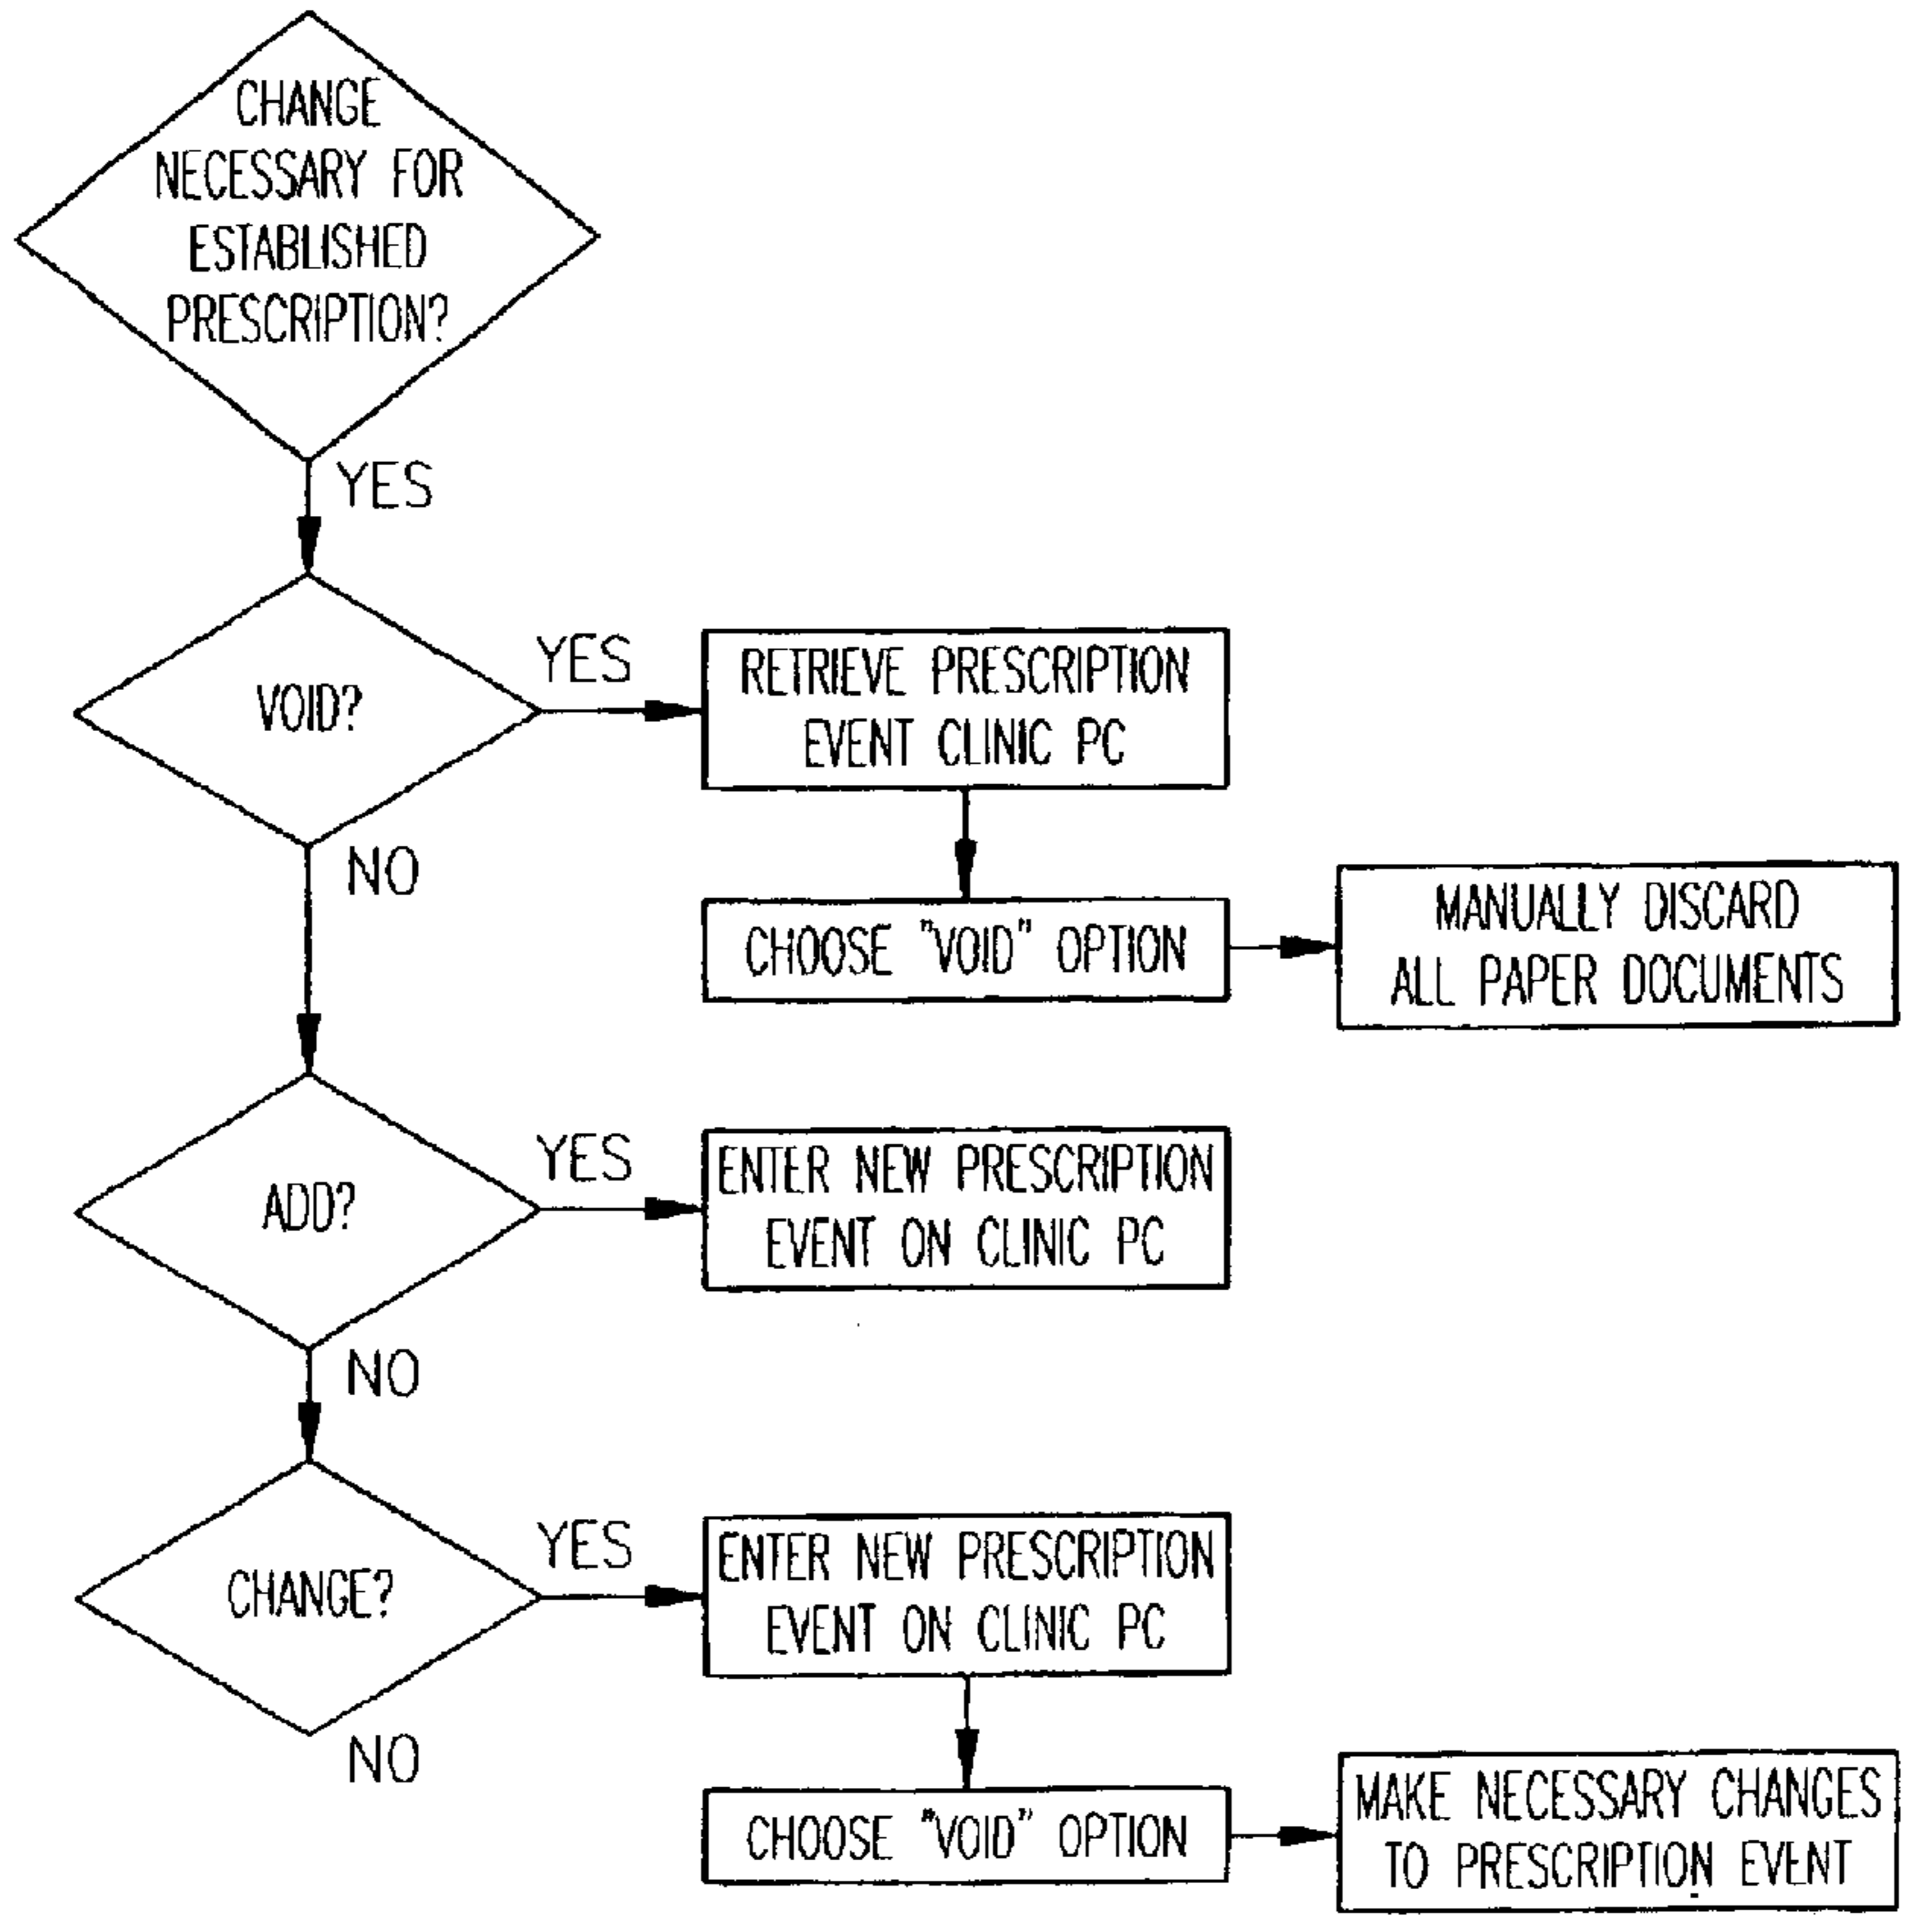 CHANGE
NECESSARY FOR
ESTABLISHED
PRESCRIPTION?
YES
VOID?
YES
RETRIEVE PRESCRIPTION
EVENT CLINIC PC
NO
CHOOSE "VOID" OPTION
MANUALLY DISCARD
ALL PAPER DOCUMENTS
ADD?
YES
ENTER NEW PRESCRIPTION
EVENT ON CLINIC PC
NO
CHANGE?
YES
ENTER NEW PRESCRIPTION
EVENT ON CLINIC PC
NO
CHOOSE "VOID" OPTION
MAKE NECESSARY CHANGES
TO PRESCRIPTION EVENT